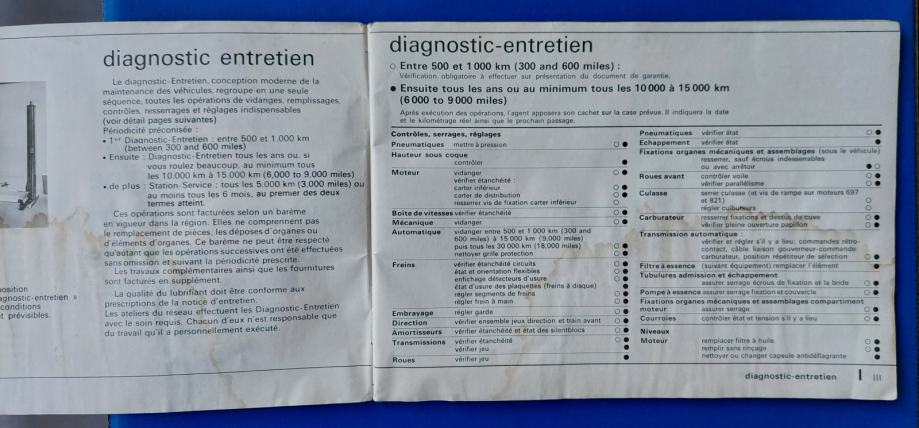 osition
agnostic-entretien »
conditions
t prévisibles.
diagnostic entretien
Le diagnostic-Entretien, conception moderne de la
maintenance des véhicules, regroupe en une seule
séquence, toutes les opérations de vidanges, remplissages,
contrôles, resserrages et réglages indispensables
(voir détail pages suivantes)
Périodicité préconisée :
• 1er Diagnostic-Entretien : entre 500 et 1.000 km
(between 300 and 600 miles)
• Ensuite : Diagnostic-Entretien tous les ans ou, si
vous roulez beaucoup, au minimum tous
les 10.000 km à 15.000 km (6,000 to 9,000 miles)
• de plus : Station-Service : tous les 5.000 km (3,000 miles) ou
au moins tous les 6 mois, au premier des deux
termes atteint.
Ces opérations sont facturées selon un barème
en vigueur dans la région. Elles ne comprennent pas
le remplacement de pièces, les déposes d'organes ou
d'éléments d'organes. Ce barème ne peut être respecté
qu'autant que les opérations successives ont été effectuées
sans omission et suivant la périodicité prescrite.
Les travaux complémentaires ainsi que les fournitures
sont facturés en supplément.
La qualité du lubrifiant doit être conforme aux
prescriptions de la notice d'entretien.
Les ateliers du réseau effectuent les Diagnostic-Entretien
avec le soin requis. Chacun d'eux n'est responsable que
du travail qu'il a personnellement exécuté.
diagnostic-entretien
○ Entre 500 et 1 000 km (300 and 600 miles) :
Vérification obligatoire à effectuer sur présentation du document de garantie.
● Ensuite tous les ans ou au minimum tous les 10 000 à 15 000 km
(6 000 to 9 000 miles)
Après exécution des opérations, l'agent apposera son cachet sur la case prévue. Il indiquera la date
et le kilométrage réel ainsi que le prochain passage.
Contrôles, serrages, réglages
Pneumatiques mettre à pression ○ ●
Hauteur sous coque
contrôler ●
Moteur vidanger ○ ●
vérifier étanchéité :
carter inférieur ○
carter de distribution ○
resserrer vis de fixation carter inférieur ○
Boîte de vitesses vérifier étanchéité ○ ●
Mécanique vidanger ○ ●
Automatique vidanger entre 500 et 1 000 km (300 and
600 miles) à 15 000 km (9,000 miles)
puis tous les 30 000 km (18,000 miles) ○ ●
nettoyer grille protection ○ ●
Freins vérifier étanchéité circuits ○ ●
état et orientation flexibles ○ ●
enfichage détecteurs d'usure ○ ●
état d'usure des plaquettes (freins à disque) ●
régler segments de freins ○ ●
régler frein à main ○ ●
Embrayage régler garde ○ ●
Direction vérifier ensemble jeux direction et train avant ○ ●
Amortisseurs vérifier étanchéité et état des silentblocs ○ ●
Transmissions vérifier étanchéité ○ ●
vérifier jeu ●
Roues vérifier jeu ●
Pneumatiques vérifier état ○ ●
Echappement vérifier état ●
Fixations organes mécaniques et assemblages (sous le véhicule)
resserrer, sauf écrous indesserrables
ou avec arrêtoir ● ○
Roues avant contrôler voile ○ ●
vérifier parallélisme ○ ●
Culasse serrer culasse (et vis de rampe sur moteurs 697
et 821) ○
régler culbuteurs ○
Carburateur resserrer fixations et dessus de cuve ○ ●
vérifier pleine ouverture papillon ○ ●
Transmission automatique :
vérifier et régler s'il y a lieu; commandes rétro-
contact, câble liaison gouverneur-commande
carburateur, position répétiteur de sélection ○ ●
Filtre à essence (suivant équipement) remplacer l'élément ●
Tubulures admission et échappement
assurer serrage écrous de fixation et la bride ○ ●
Pompe à essence assurer serrage fixation et couvercle ○ ●
Fixations organes mécaniques et assemblages compartiment
moteur assurer serrage ○ ●
Courroies contrôler état et tension s'il y a lieu ○ ●
Niveaux
Moteur remplacer filtre à huile ○ ●
remplir sans rinçage ○ ●
nettoyer ou changer capsule antidéflagrante ●
diagnostic-entretien I III